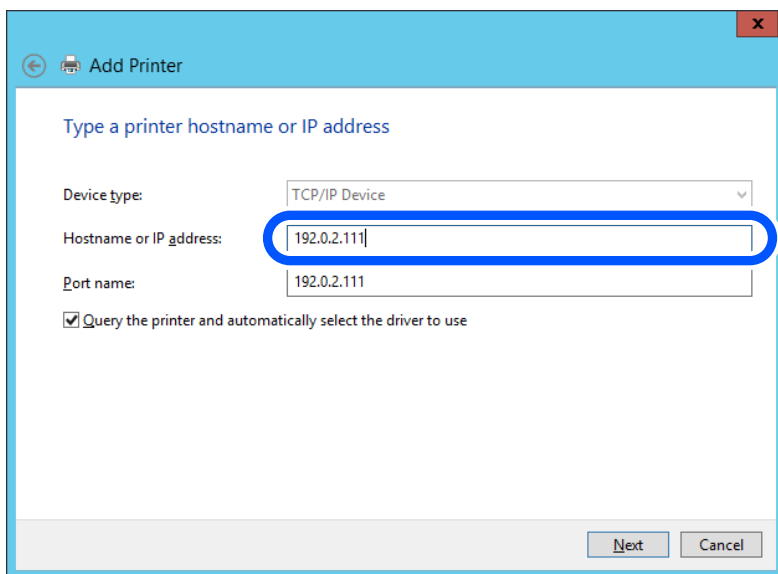 x
Add Printer
Type a printer hostname or IP address
Device type: TCP/IP Device
Hostname or IP address: 192.0.2.111
Port name: 192.0.2.111
Query the printer and automatically select the driver to use
Next Cancel